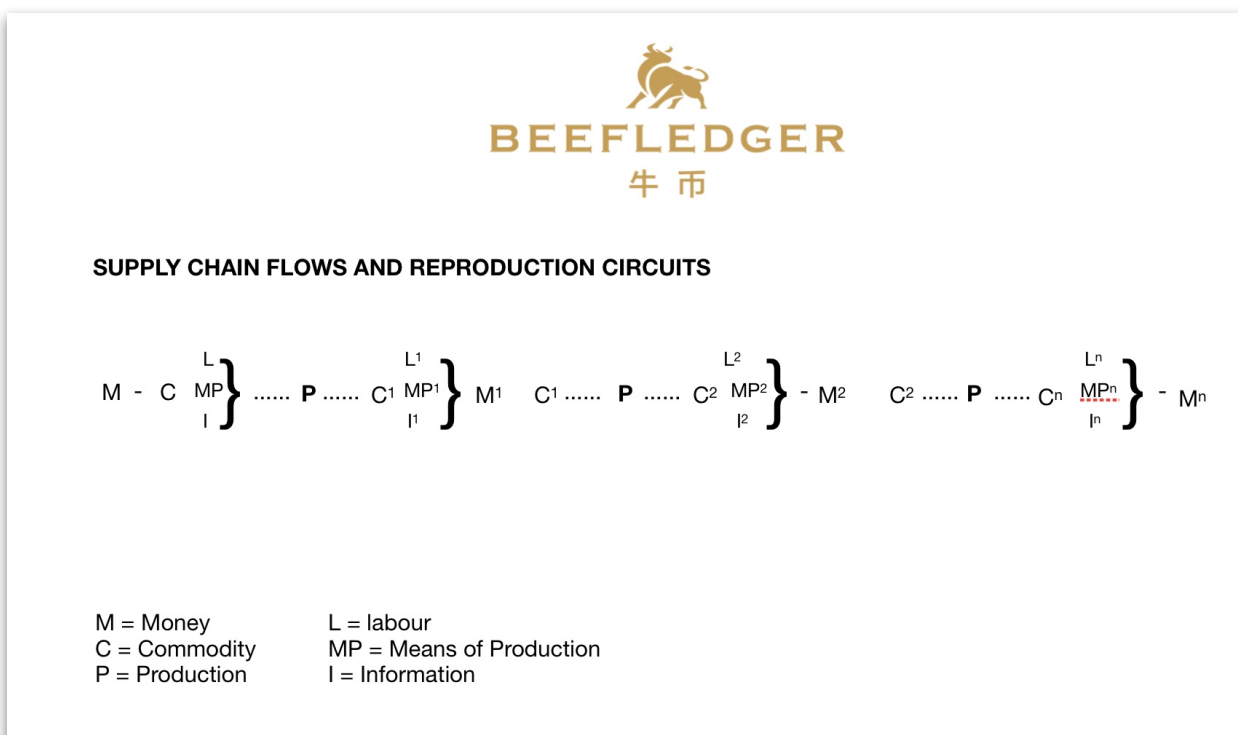 BEEFLEDGER
牛 币
SUPPLY CHAIN FLOWS AND REPRODUCTION CIRCUITS
L L¹ L² Lⁿ
M - C MP } ...... P ...... C¹ MP¹ } M¹ C¹ ...... P ...... C² MP² } - M² C² ...... P ...... Cⁿ MPⁿ } - Mⁿ
I I¹ I² Iⁿ
M = Money L = labour
C = Commodity MP = Means of Production
P = Production I = Information